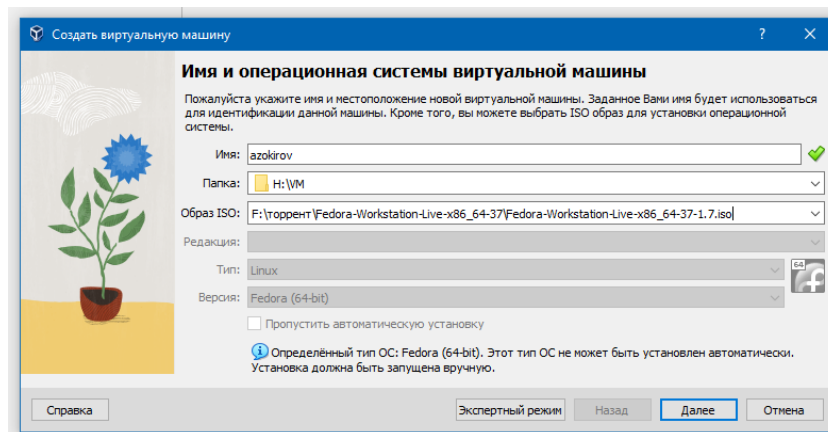 Создать виртуальную машину
Имя и операционная системы виртуальной машины
Пожалуйста укажите имя и местоположение новой виртуальной машины. Заданное Вами имя будет использоваться
для идентификации данной машины. Кроме того, вы можете выбрать ISO образ для установки операционной
системы.
Имя: azokirov
Папка: H:\VM
Образ ISO: F:\торрент\Fedora-Workstation-Live-x86_64-37\Fedora-Workstation-Live-x86_64-37-1.7.iso
Редакция:
Тип: Linux
64
Версия: Fedora (64-bit)
Пропустить автоматическую установку
Определённый тип ОС: Fedora (64-bit). Этот тип ОС не может быть установлен автоматически.
Установка должна быть запущена вручную.
Справка Экспертный режим Назад Далее Отмена